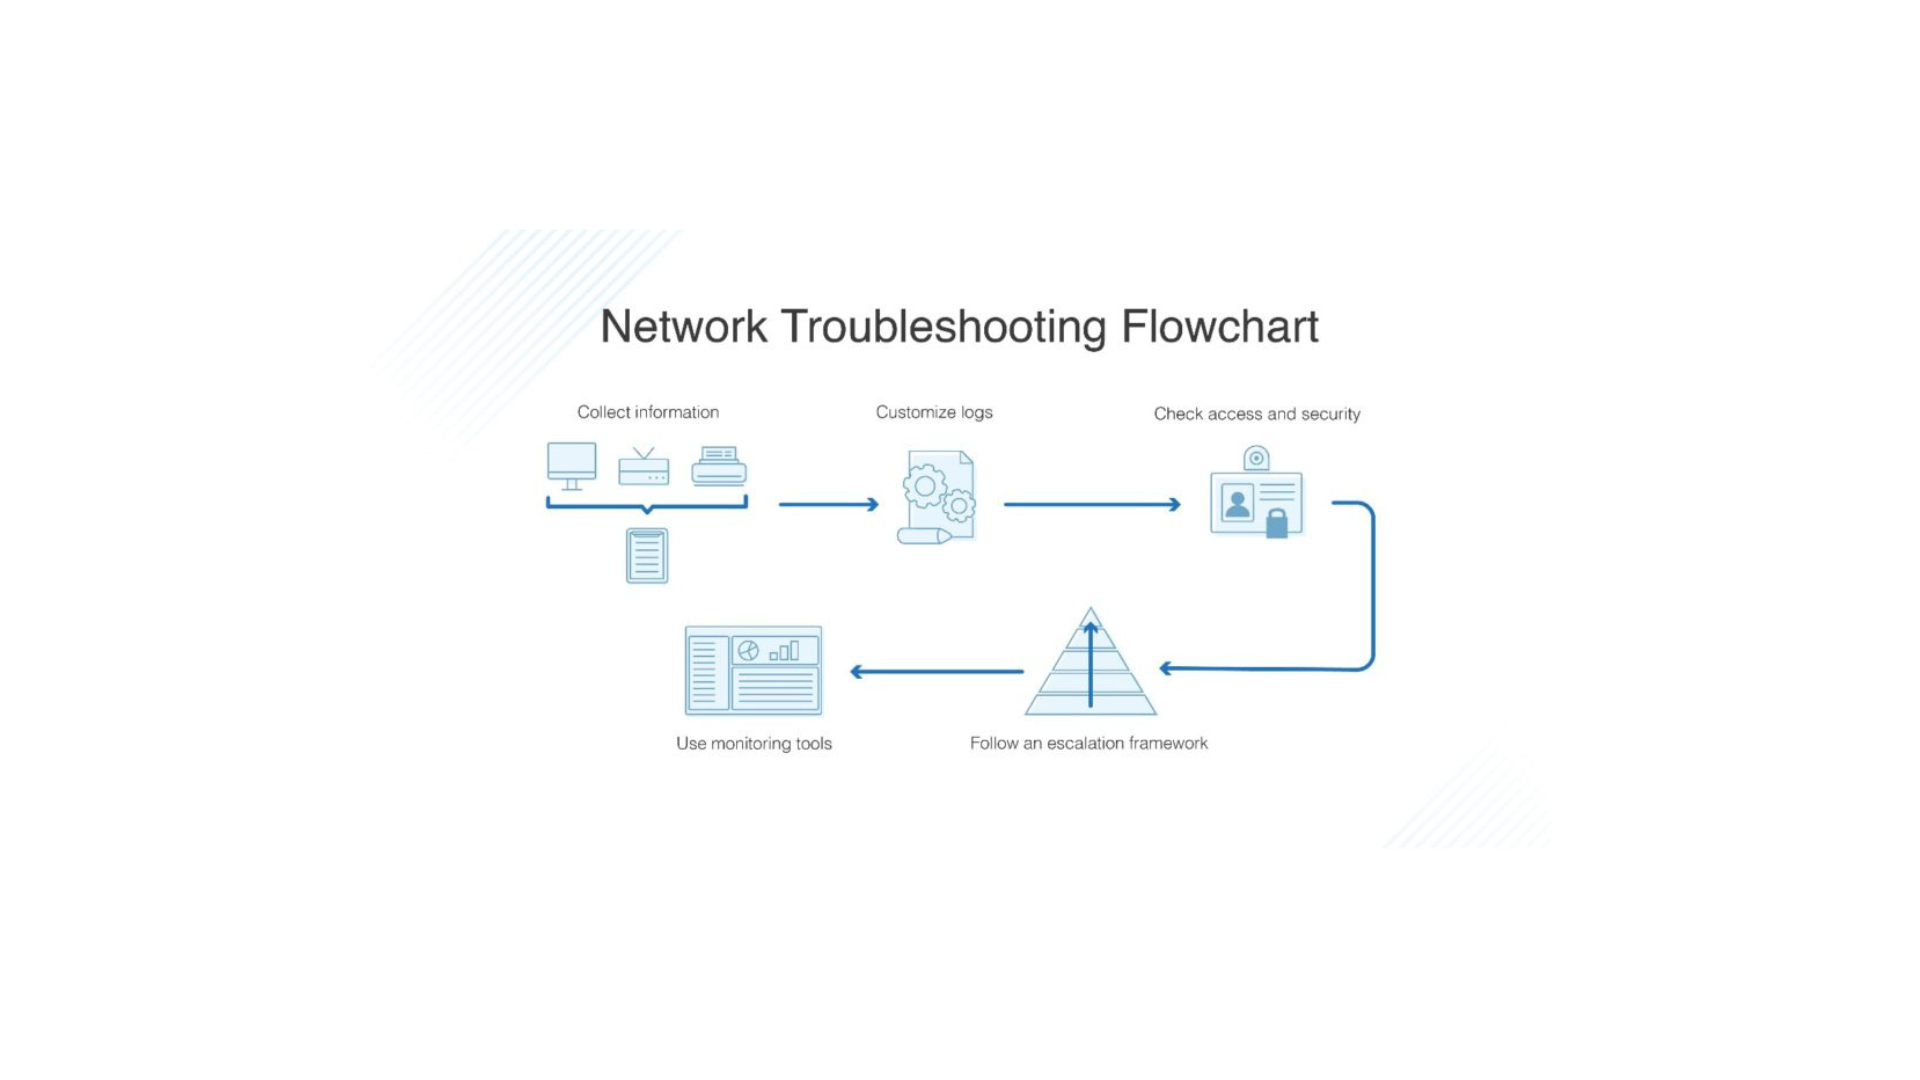 Network Troubleshooting Flowchart
Collect information
Customize logs
Check access and security
Use monitoring tools
Follow an escalation framework